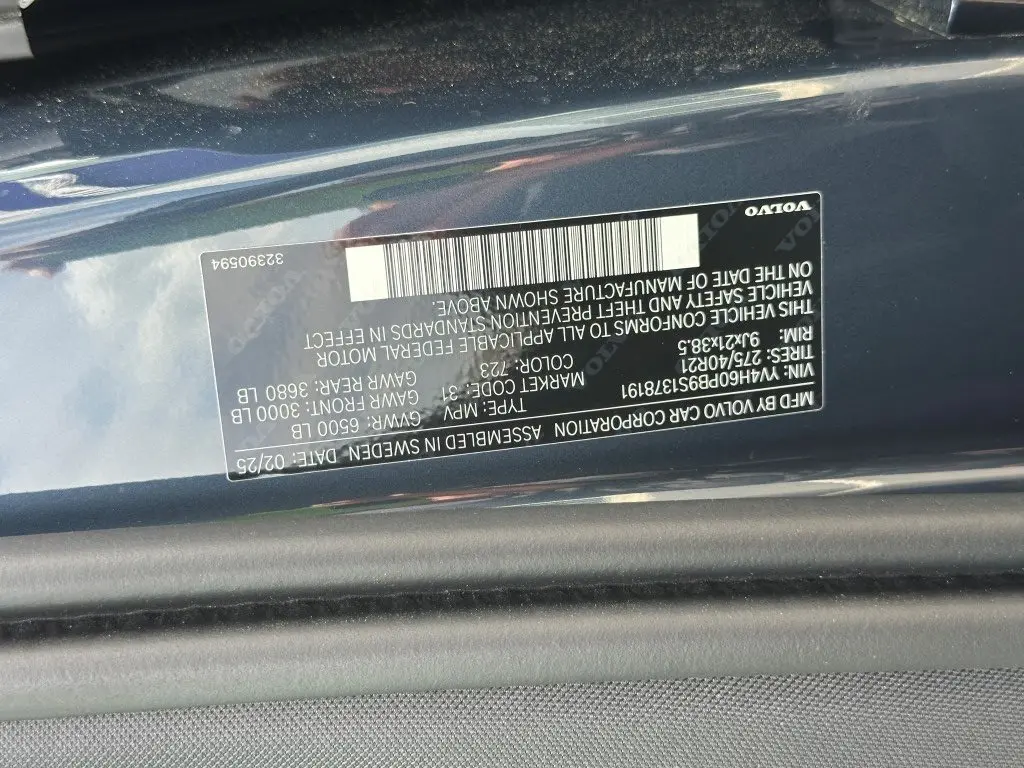 MFD BY VOLVO CAR CORPORATION ASSEMBLED IN SWEDEN DATE: 02/25
VIN: YV4H60PB9S1378191 TYPE: MPV GVWR: 6500 LB
TIRES: 275/40R21 MARKET CODE: 31 GAWR FRONT: 3000 LB
RIM: 9Jx21x38.5 COLOR: 723 GAWR REAR: 3680 LB
THIS VEHICLE CONFORMS TO ALL APPLICABLE FEDERAL MOTOR
VEHICLE SAFETY AND THEFT PREVENTION STANDARDS IN EFFECT
ON THE DATE OF MANUFACTURE SHOWN ABOVE.
VOLVO 32390594